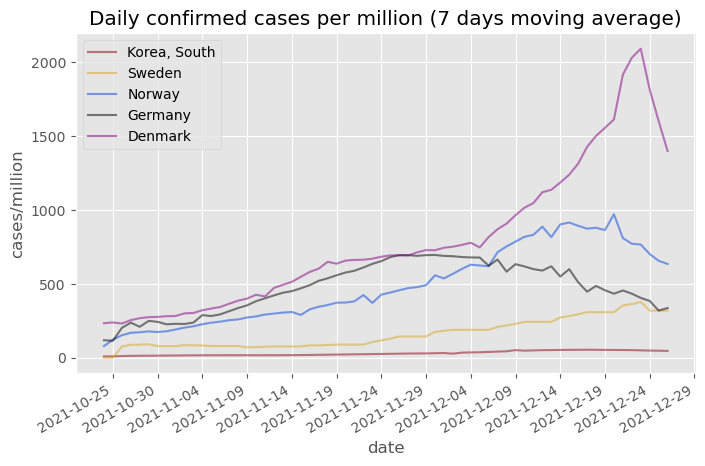 Daily confirmed cases per million (7 days moving average)
Korea, South
Sweden
Norway
Germany
Denmark
cases/million
2000
1500
1000
500
0
2021-10-25
2021-10-30
2021-11-04
2021-11-09
2021-11-14
2021-11-19
2021-11-24
2021-11-29
2021-12-04
2021-12-09
2021-12-14
2021-12-19
2021-12-24
2021-12-29
date